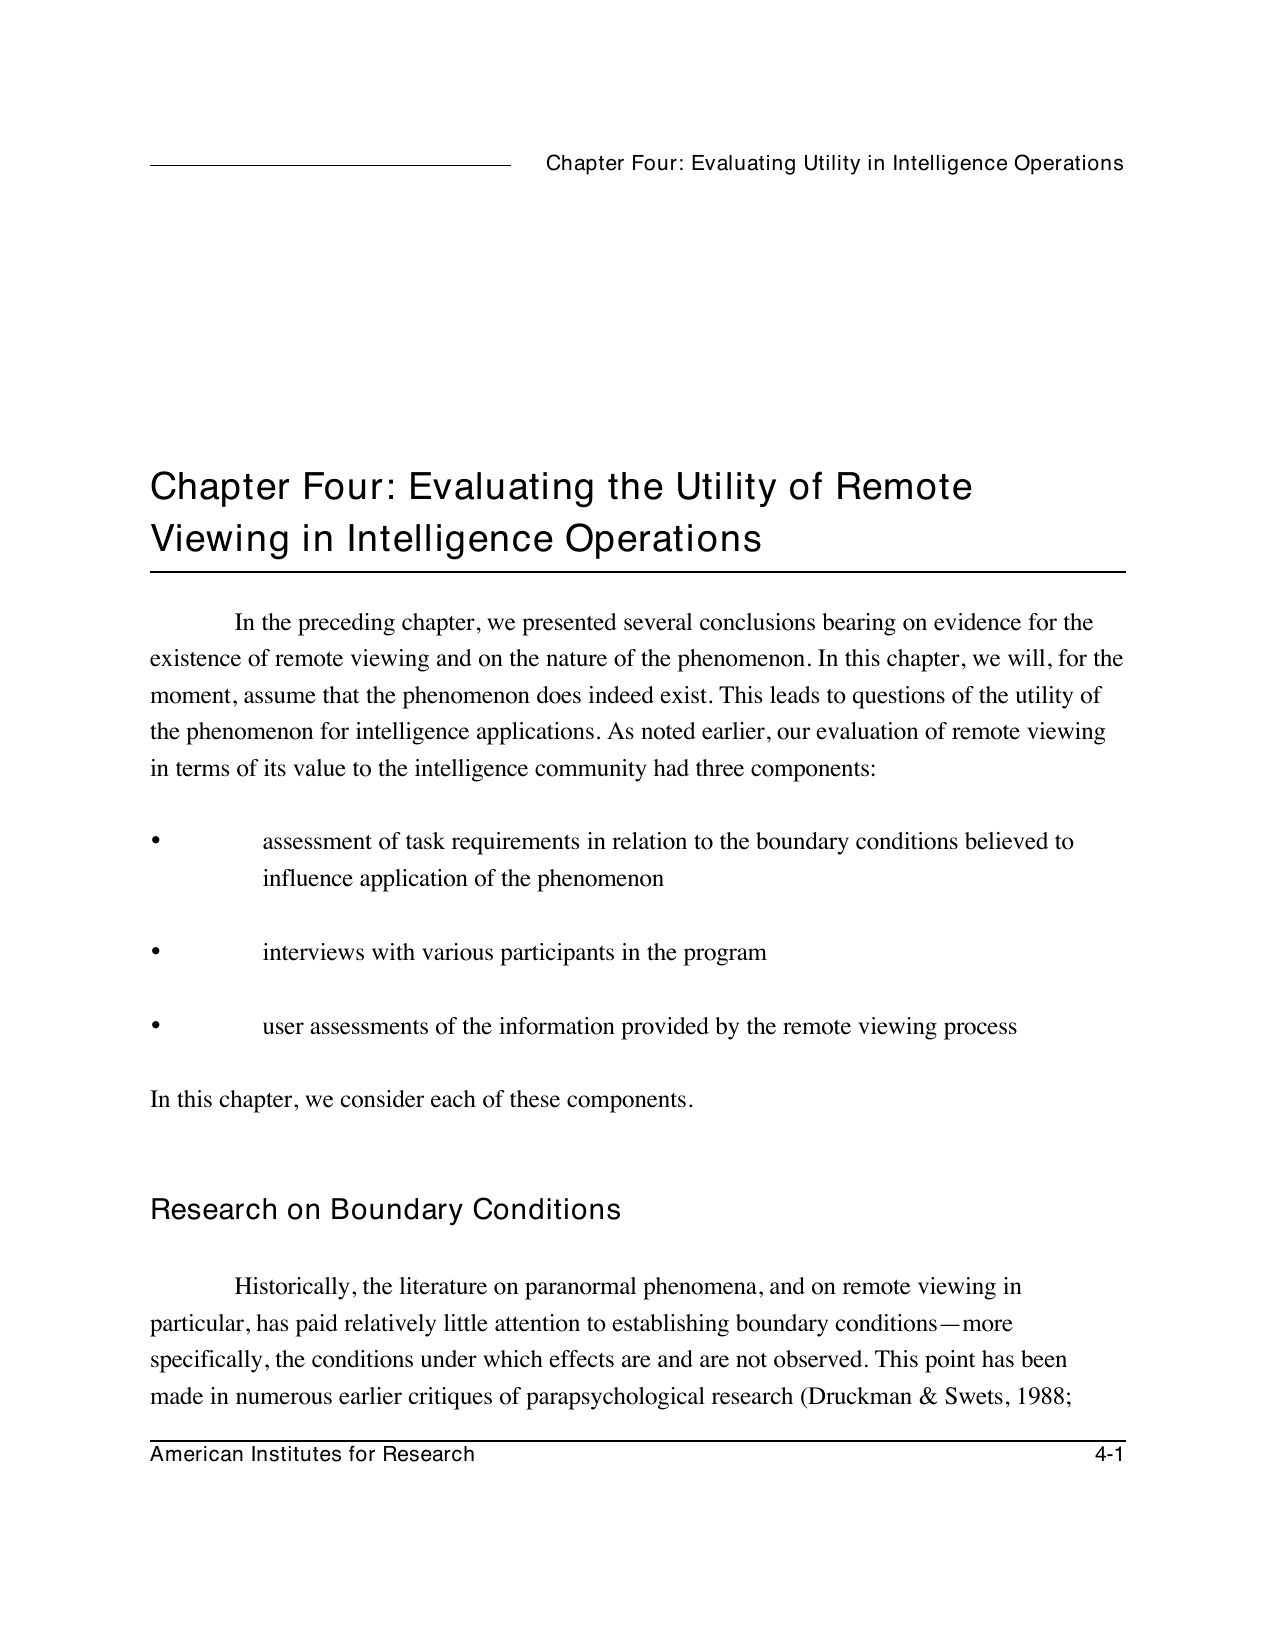 Chapter Four: Evaluating Utility in Intelligence Operations
Chapter Four: Evaluating the Utility of Remote
Viewing in Intelligence Operations
In the preceding chapter, we presented several conclusions bearing on evidence for the
existence of remote viewing and on the nature of the phenomenon. In this chapter, we will, for the
moment, assume that the phenomenon does indeed exist. This leads to questions of the utility of
the phenomenon for intelligence applications. As noted earlier, our evaluation of remote viewing
in terms of its value to the intelligence community had three components:
• assessment of task requirements in relation to the boundary conditions believed to
influence application of the phenomenon
• interviews with various participants in the program
• user assessments of the information provided by the remote viewing process
In this chapter, we consider each of these components.
Research on Boundary Conditions
Historically, the literature on paranormal phenomena, and on remote viewing in
particular, has paid relatively little attention to establishing boundary conditions—more
specifically, the conditions under which effects are and are not observed. This point has been
made in numerous earlier critiques of parapsychological research (Druckman & Swets, 1988;
American Institutes for Research 4-1